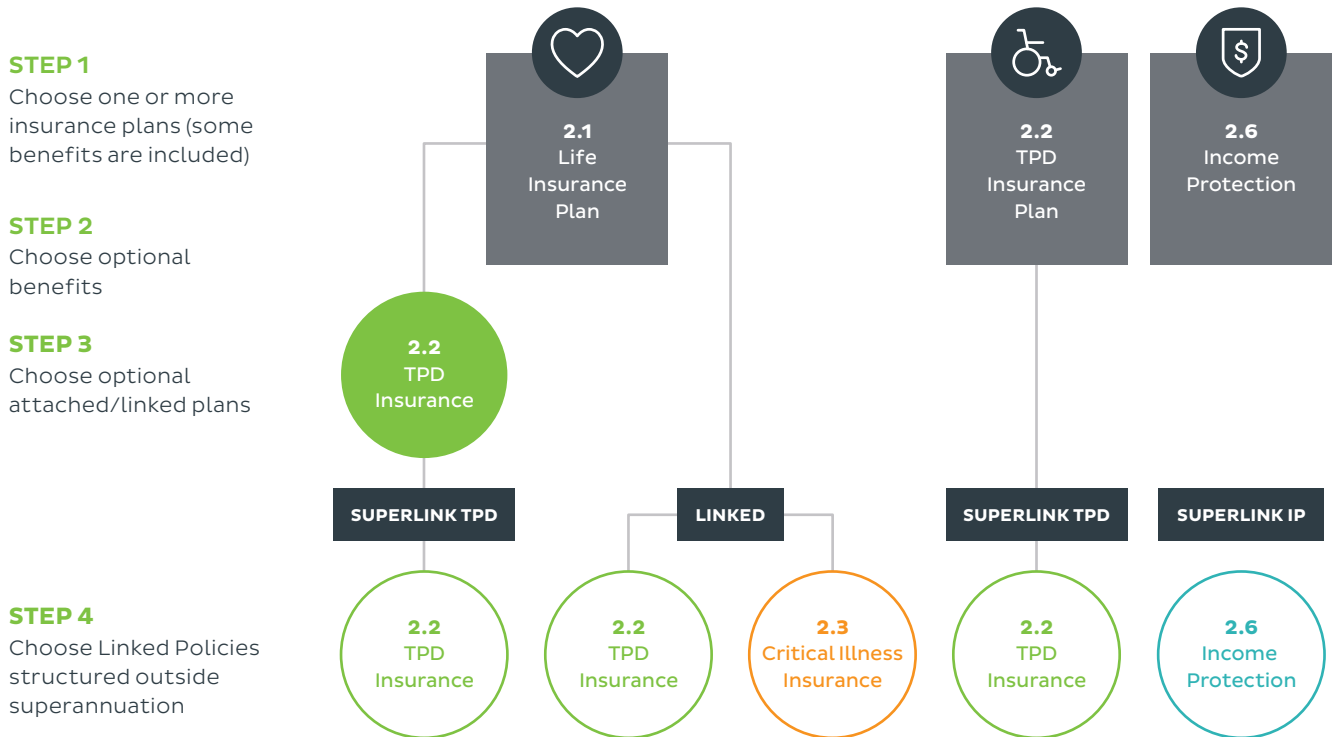 STEP 1
Choose one or more
insurance plans (some
benefits are included)
STEP 2
Choose optional
benefits
STEP 3
Choose optional
attached/linked plans
STEP 4
Choose Linked Policies
structured outside
superannuation
2.1
Life
Insurance
Plan
$
2.2
TPD
Insurance
Plan
2.6
Income
Protection
2.2
TPD
Insurance
SUPERLINK TPD
LINKED
SUPERLINK TPD
SUPERLINK IP
2.2
TPD
Insurance
2.2
TPD
Insurance
2.3
Critical Illness
Insurance
2.2
TPD
Insurance
2.6
Income
Protection